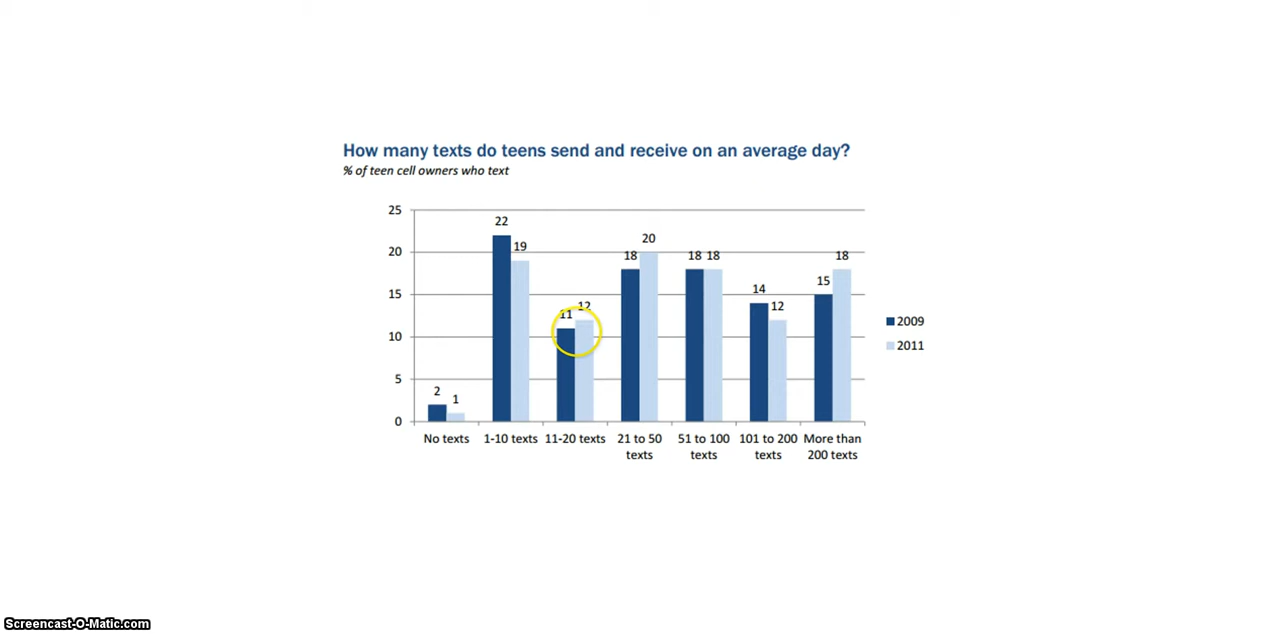 How many texts do teens send and receive on an average day?
% of teen cell owners who text
25
20
15
10
5
0
2
1
22
19
11
12
18
20
18
18
14
12
15
18
No texts
1-10 texts
11-20 texts
21 to 50
texts
51 to 100
texts
101 to 200
texts
More than
200 texts
2009
2011
Screencast-O-Matic.com